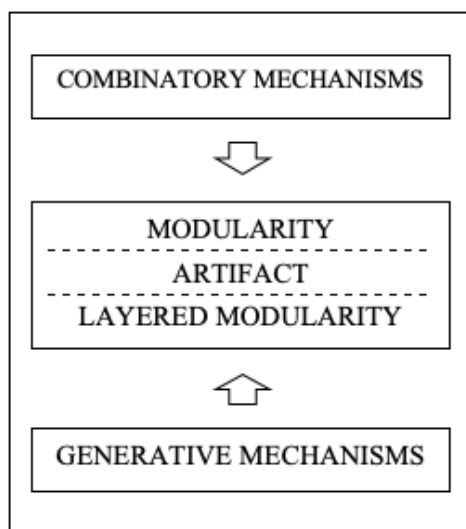 COMBINATORY MECHANISMS
MODULARITY
ARTIFACT
LAYERED MODULARITY
GENERATIVE MECHANISMS